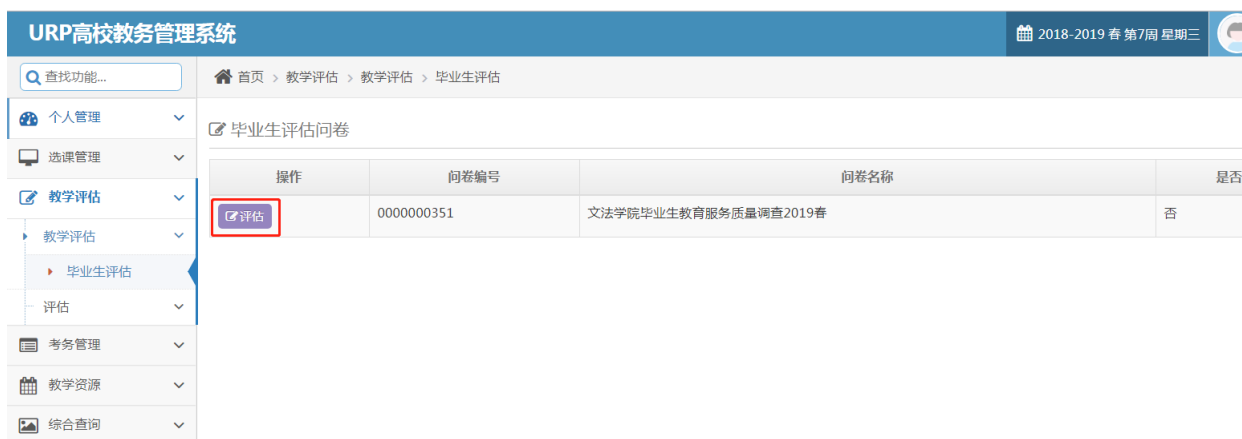 URP高校教务管理系统
2018-2019 春 第7周 星期三
查找功能...
首页 > 教学评估 > 教学评估 > 毕业生评估
个人管理
选课管理
教学评估
教学评估
毕业生评估
评估
考务管理
教学资源
综合查询
毕业生评估问卷
操作 问卷编号 问卷名称 是否
评估 0000000351 文法学院毕业生教育服务质量调查2019春 否